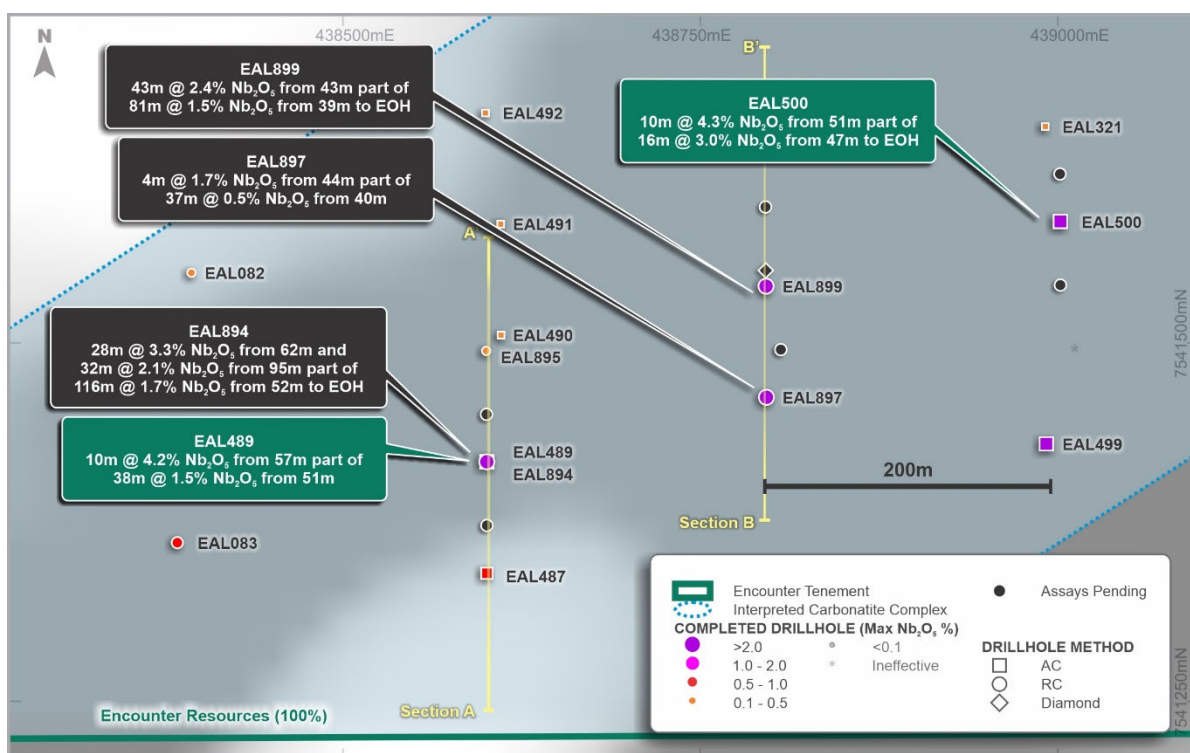 438500mE
438750mE
439000mE
N
EAL899
43m @ 2.4% Nb₂O₅ from 43m part of
81m @ 1.5% Nb₂O₅ from 39m to EOH
B'
EAL500
10m @ 4.3% Nb₂O₅ from 51m part of
16m @ 3.0% Nb₂O₅ from 47m to EOH
EAL492
EAL321
EAL897
4m @ 1.7% Nb₂O₅ from 44m part of
37m @ 0.5% Nb₂O₅ from 40m
EAL491
A
EAL500
EAL082
EAL899
EAL894
28m @ 3.3% Nb₂O₅ from 62m and
32m @ 2.1% Nb₂O₅ from 95m part of
116m @ 1.7% Nb₂O₅ from 52m to EOH
EAL490
EAL895
7541500mN
EAL897
EAL489
10m @ 4.2% Nb₂O₅ from 57m part of
38m @ 1.5% Nb₂O₅ from 51m
EAL489
EAL894
EAL499
200m
Section B
EAL083
EAL487
Encounter Tenement
Interpreted Carbonatite Complex
COMPLETED DRILLHOLE (Max Nb₂O₅ %)
>2.0
1.0 - 2.0
0.5 - 1.0
0.1 - 0.5
<0.1
Ineffective
Assays Pending
DRILLHOLE METHOD
AC
RC
Diamond
7541250mN
Section A
Encounter Resources (100%)